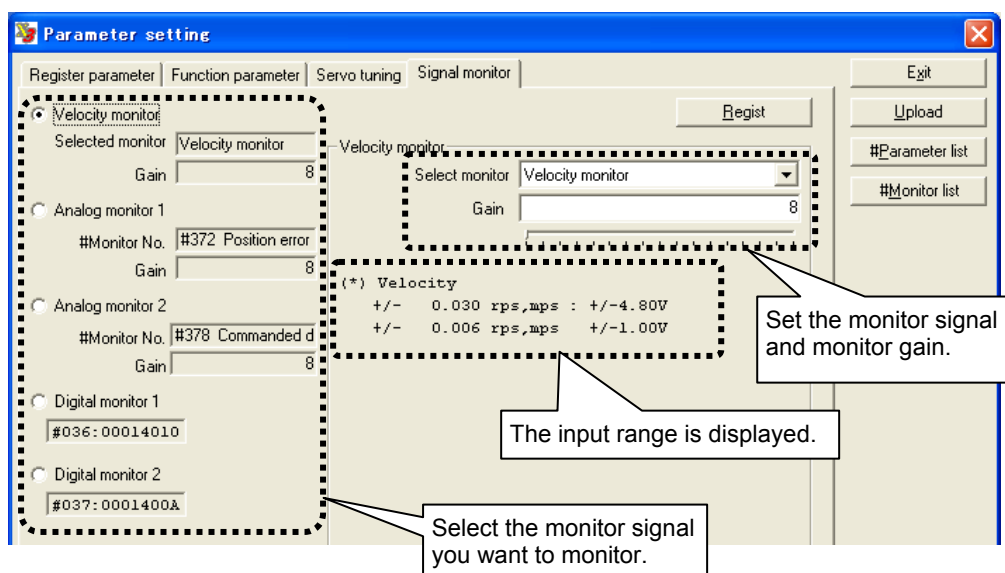 Parameter setting
Register parameter Function parameter Servo tuning Signal monitor
Exit
Upload
#Parameter list
#Monitor list
Regist
Velocity monitor
Selected monitor Velocity monitor
Gain 8
Analog monitor 1
#Monitor No. #372 Position error
Gain 8
Analog monitor 2
#Monitor No. #378 Commanded d
Gain 8
Digital monitor 1
#036:00014010
Digital monitor 2
#037:0001400A
Velocity monitor
Select monitor Velocity monitor
Gain 8
(*) Velocity
+/- 0.030 rps,mps : +/-4.80V
+/- 0.006 rps,mps +/-1.00V
Set the monitor signal
and monitor gain.
The input range is displayed.
Select the monitor signal
you want to monitor.